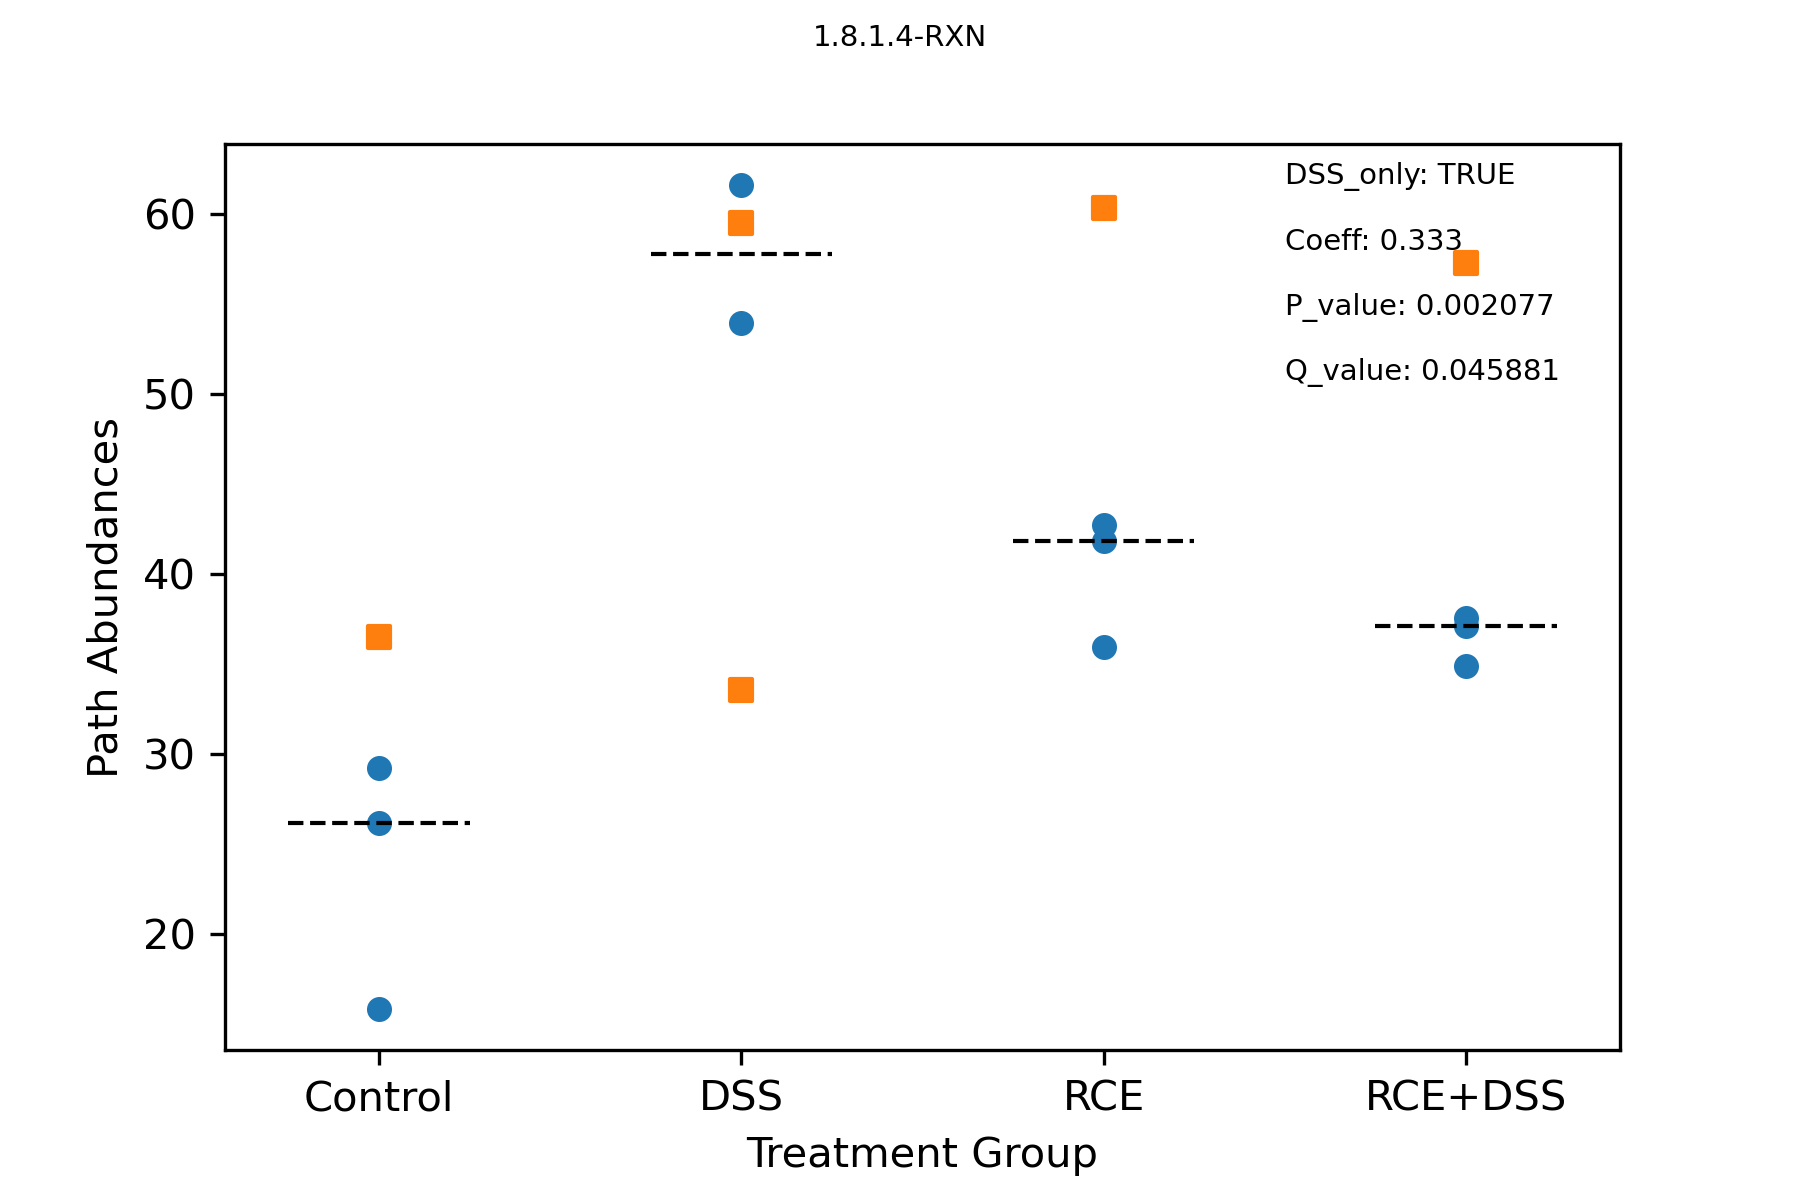 1.8.1.4-RXN
DSS_only: TRUE
Coeff: 0.333
P_value: 0.002077
Q_value: 0.045881
60
50
40
30
20
Path Abundances
Control
DSS
RCE
RCE+DSS
Treatment Group